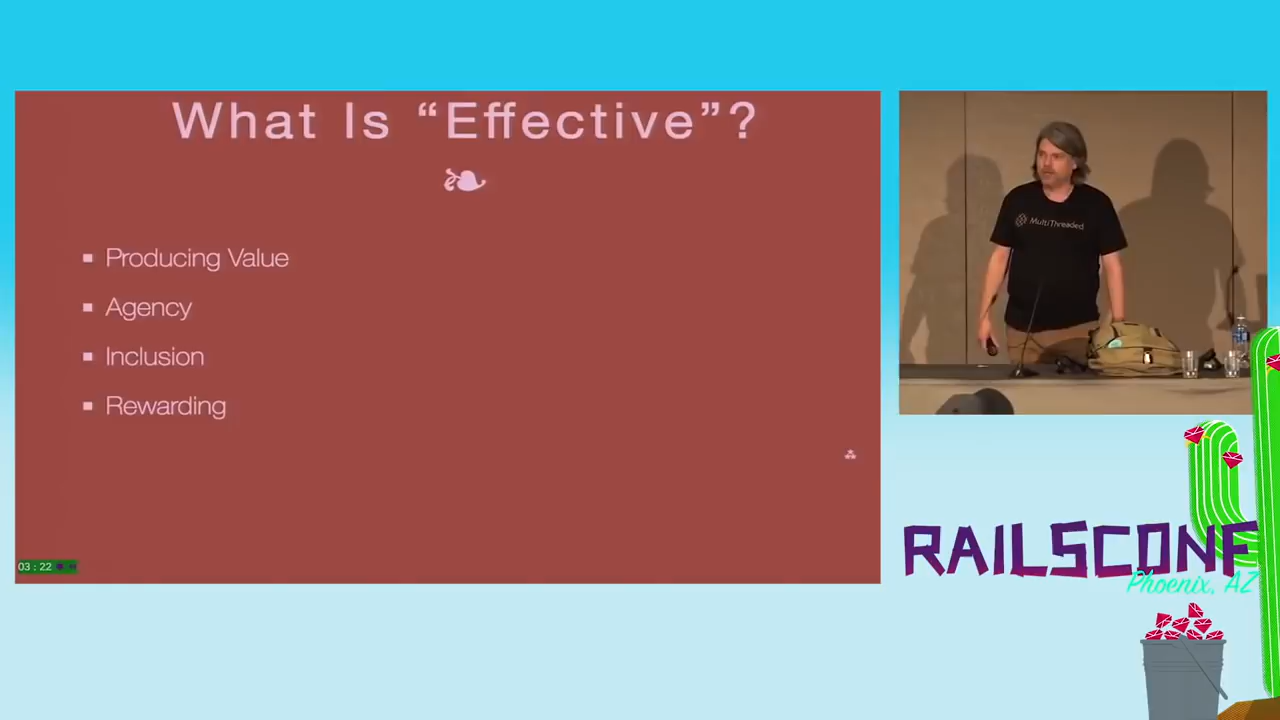 What Is “Effective”?
Producing Value
Agency
Inclusion
Rewarding
03 : 22
MultiThreaded
RAILSCONF
Phoenix, AZ